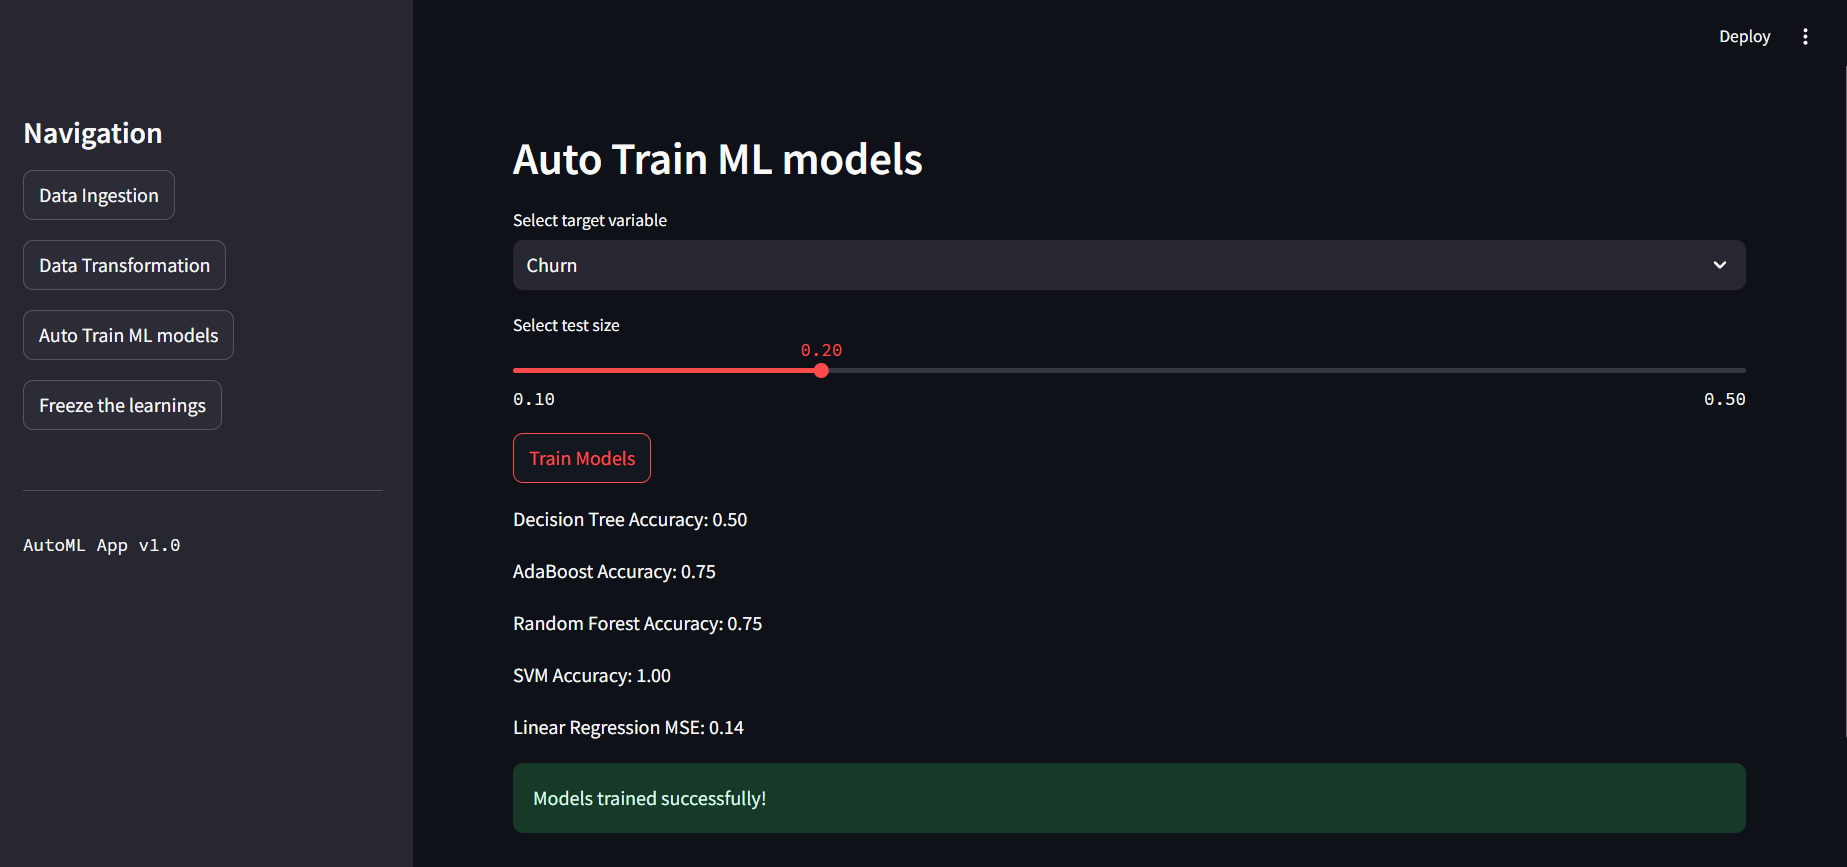 Deploy
Navigation
Data Ingestion
Data Transformation
Auto Train ML models
Freeze the learnings
AutoML App v1.0
Auto Train ML models
Select target variable
Churn
Select test size
0.20
0.10 0.50
Train Models
Decision Tree Accuracy: 0.50
AdaBoost Accuracy: 0.75
Random Forest Accuracy: 0.75
SVM Accuracy: 1.00
Linear Regression MSE: 0.14
Models trained successfully!